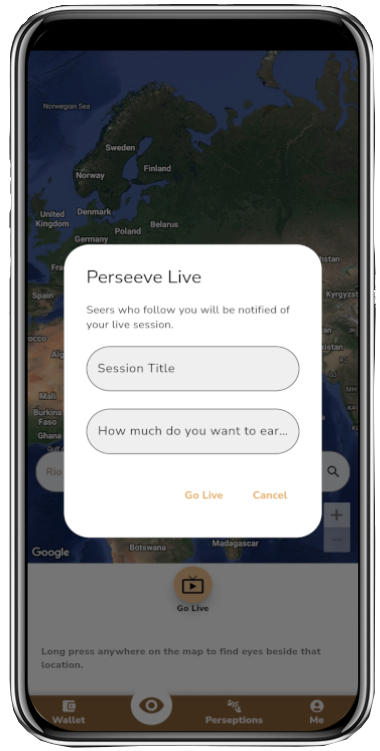 Norwegian Sea
Sweden
Finland
Norway
United
Kingdom
Denmark
Poland
Belarus
Germany
Perseeve Live
Seers who follow you will be notified of
your live session.
Session Title
How much do you want to ear...
Go Live
Cancel
Spain
Kyrgyzst
Mali
Burkina
Faso
Ghana
Rio
Botswana
Madagascar
Google
+
Go Live
Long press anywhere on the map to find eyes beside that
location.
Wallet
Perseptions
Me